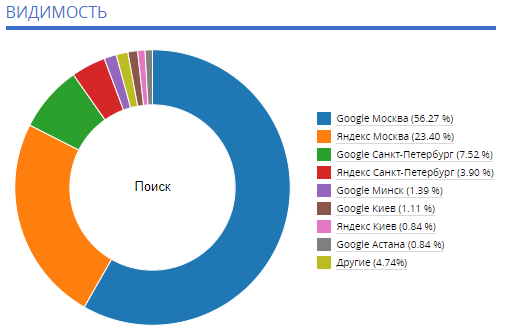 ВИДИМОСТЬ
Поиск
Google Москва (56.27 %)
Яндекс Москва (23.40 %)
Google Санкт-Петербург (7.52 %)
Яндекс Санкт-Петербург (3.90 %)
Google Минск (1.39 %)
Google Киев (1.11 %)
Яндекс Киев (0.84 %)
Google Астана (0.84 %)
Другие (4.74%)